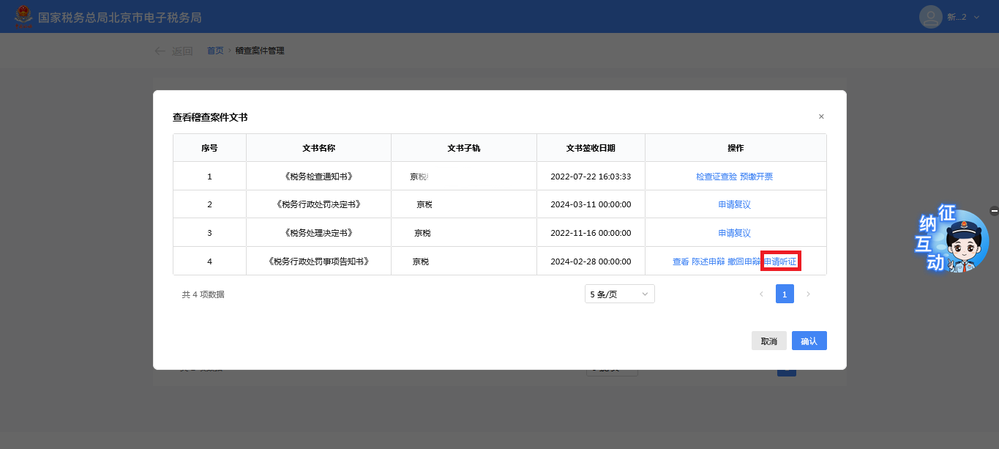 国家税务总局北京市电子税务局
新...2
返回 首页 › 稽查案件管理
查看稽查案件文书
×
序号 文书名称 文书字轨 文书签收日期 操作
1 《税务检查通知书》 京税 2022-07-22 16:03:33 检查证查验 预缴开票
2 《税务行政处罚决定书》 京税 2024-03-11 00:00:00 申请复议
3 《税务处理决定书》 京税 2022-11-16 00:00:00 申请复议
4 《税务行政处罚事项告知书》 京税 2024-02-28 00:00:00 查看 陈述申辩 撤回申辩 申请听证
共 4 项数据 5 条/页 1
取消 确认
征纳互动